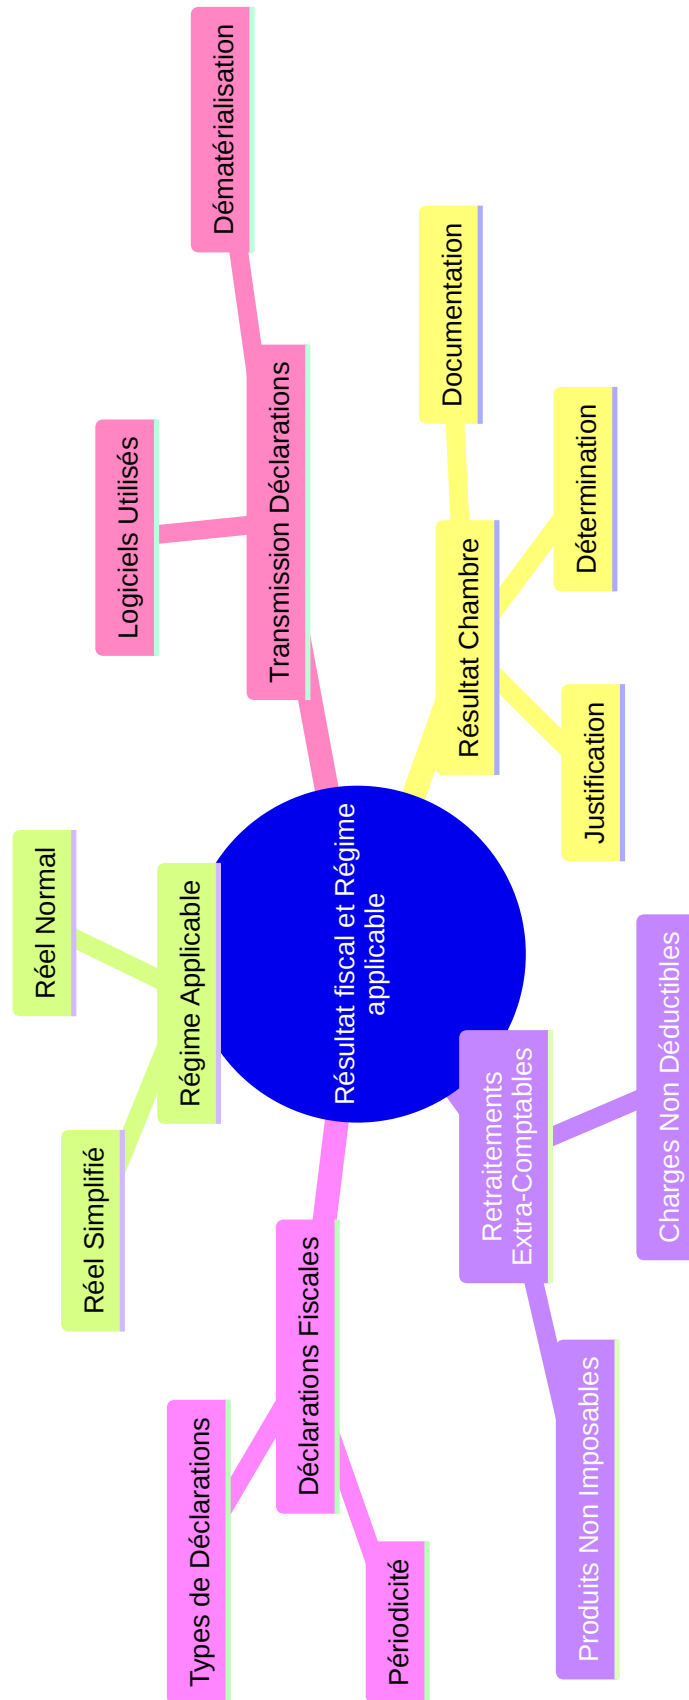 Résultat fiscal et Régime
applicable
Résultat Chambre
Documentation
Détermination
Justification
Retraitements
Extra-Comptables
Charges Non Déductibles
Produits Non Imposables
Déclarations Fiscales
Périodicité
Types de Déclarations
Régime Applicable
Réel Simplifié
Réel Normal
Transmission Déclarations
Logiciels Utilisés
Dématérialisation